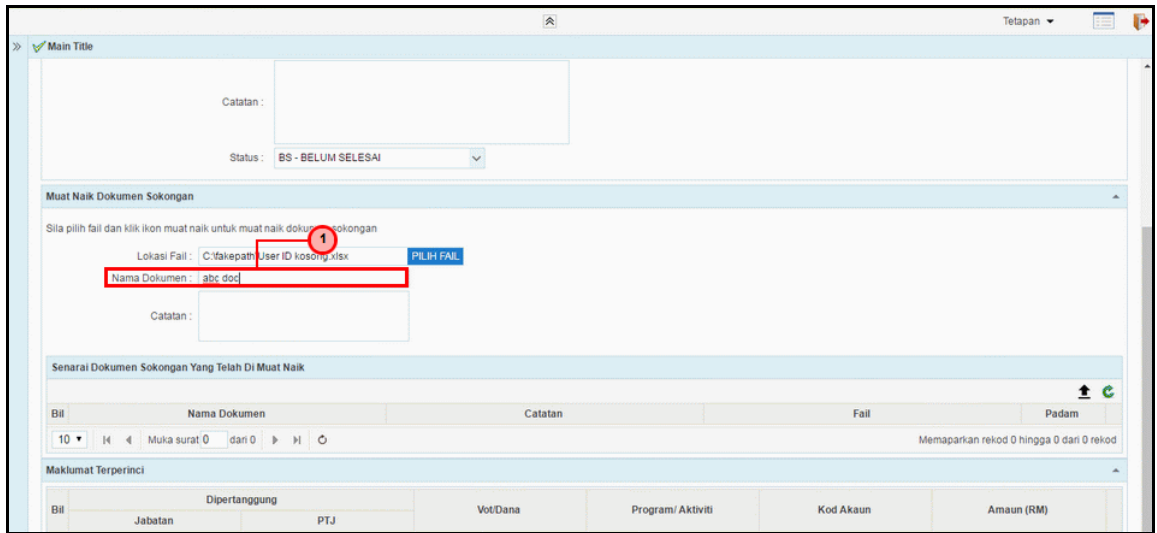 Tetapan
Main Title
Catatan :
Status : BS - BELUM SELESAI
Muat Naik Dokumen Sokongan
Sila pilih fail dan klik ikon muat naik untuk muat naik dokumen sokongan
1
Lokasi Fail : C:\fakepath\User ID kosong.xlsx PILIH FAIL
Nama Dokumen : abc doc
Catatan :
Senarai Dokumen Sokongan Yang Telah Di Muat Naik
Bil Nama Dokumen Catatan Fail Padam
10 Muka surat 0 dari 0 Memaparkan rekod 0 hingga 0 dari 0 rekod
Maklumat Terperinci
Bil Dipertanggung Vot/Dana Program/ Aktiviti Kod Akaun Amaun (RM)
Jabatan PTJ